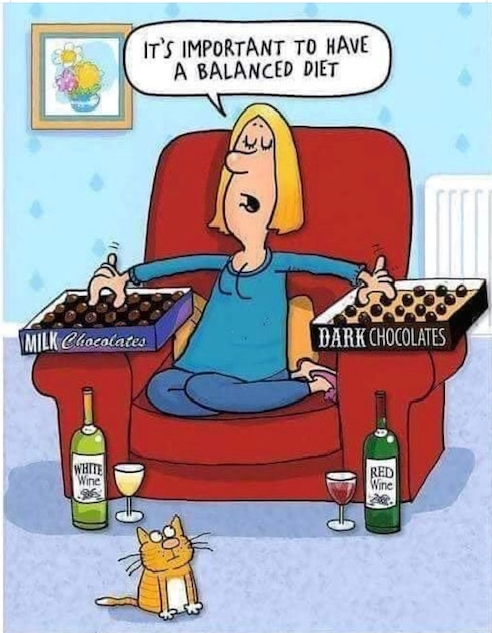 IT'S IMPORTANT TO HAVE
A BALANCED DIET
MILK Chocolates
DARK CHOCOLATES
WHITE
Wine
RED
Wine